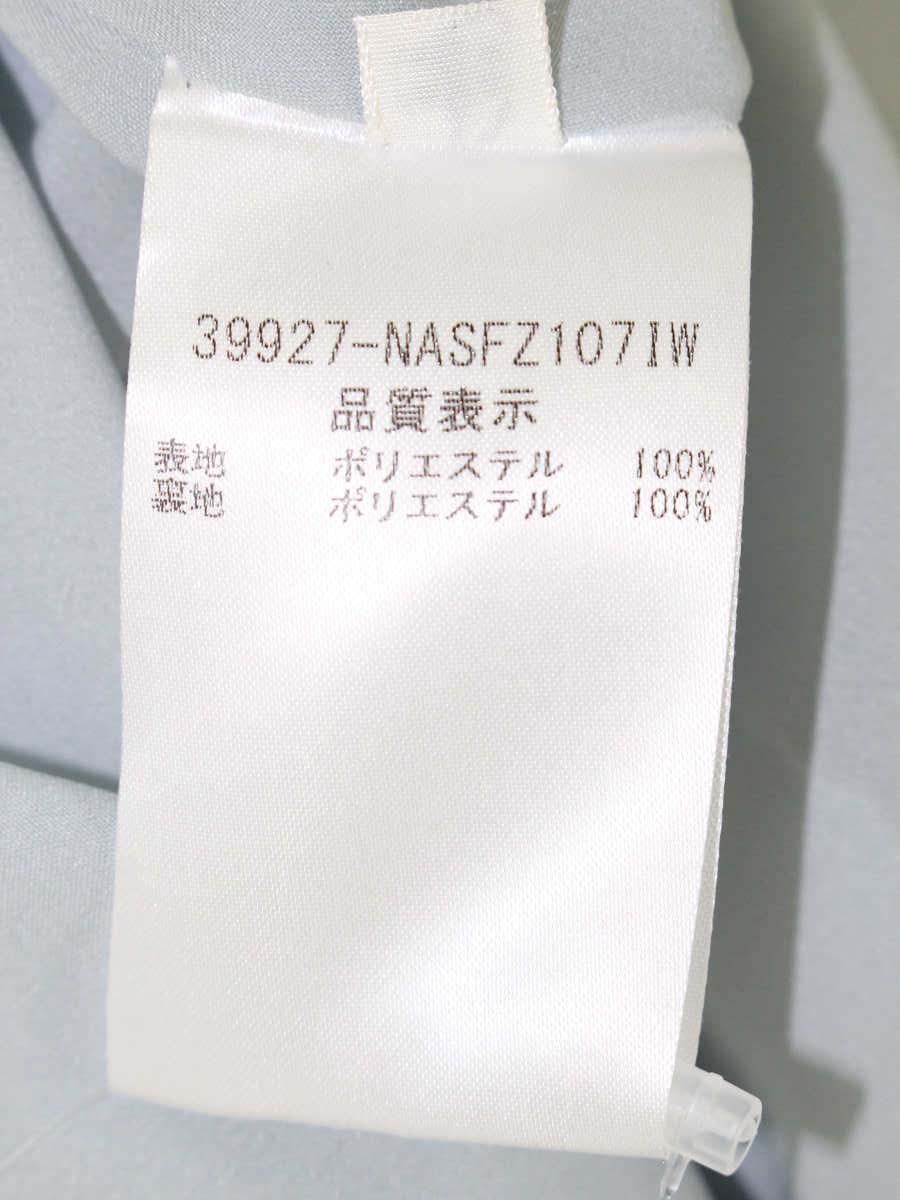 39927-NASFZ107IW
品質表示
表地 ポリエステル 100%
裏地 ポリエステル 100%